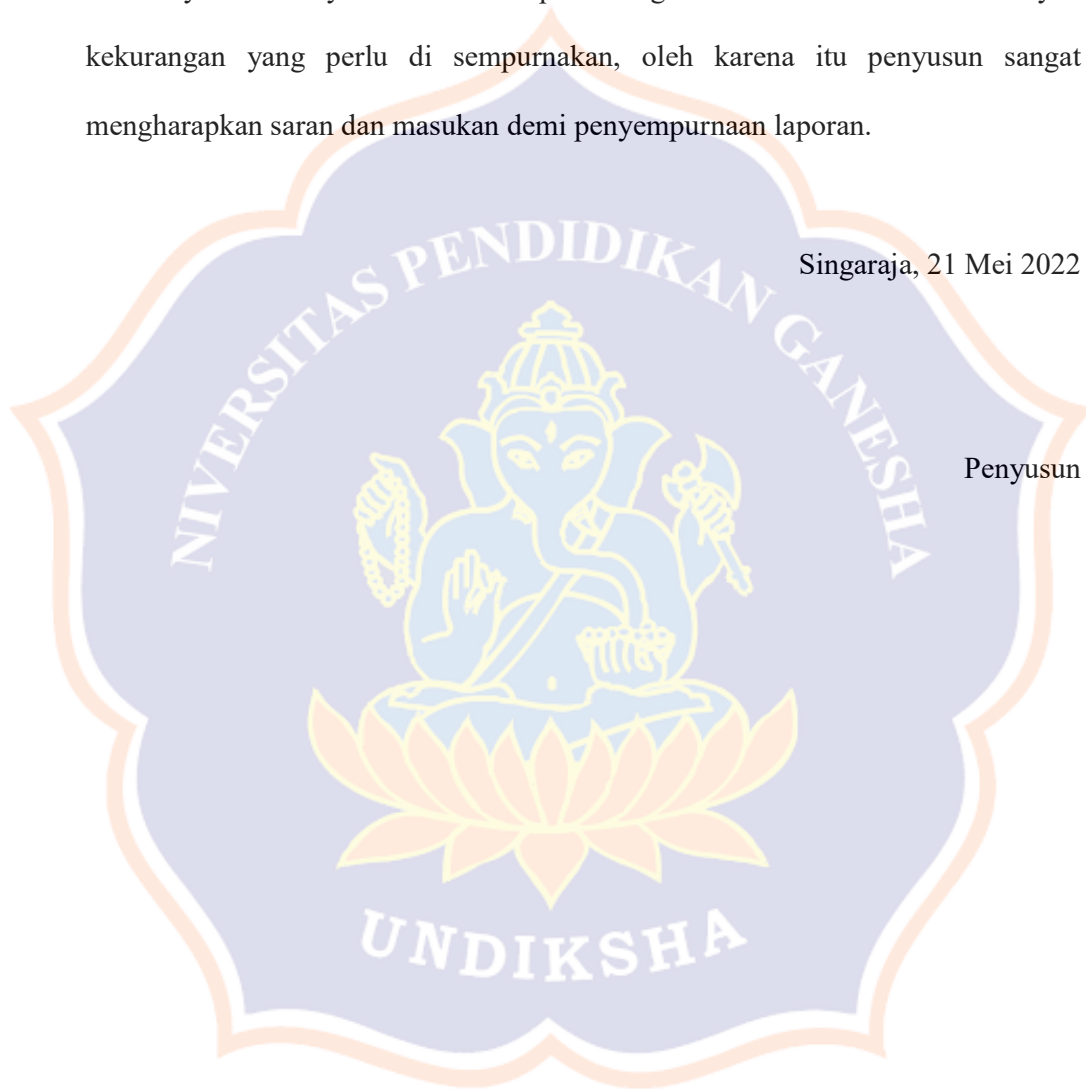 kekurangan yang perlu di sempurnakan, oleh karena itu penyusun sangat
mengharapkan saran dan masukan demi penyempurnaan laporan.
Singaraja, 21 Mei 2022
Penyusun
NIVERSITAS PENDIDIKAN GANESHA
UNDIKSHA